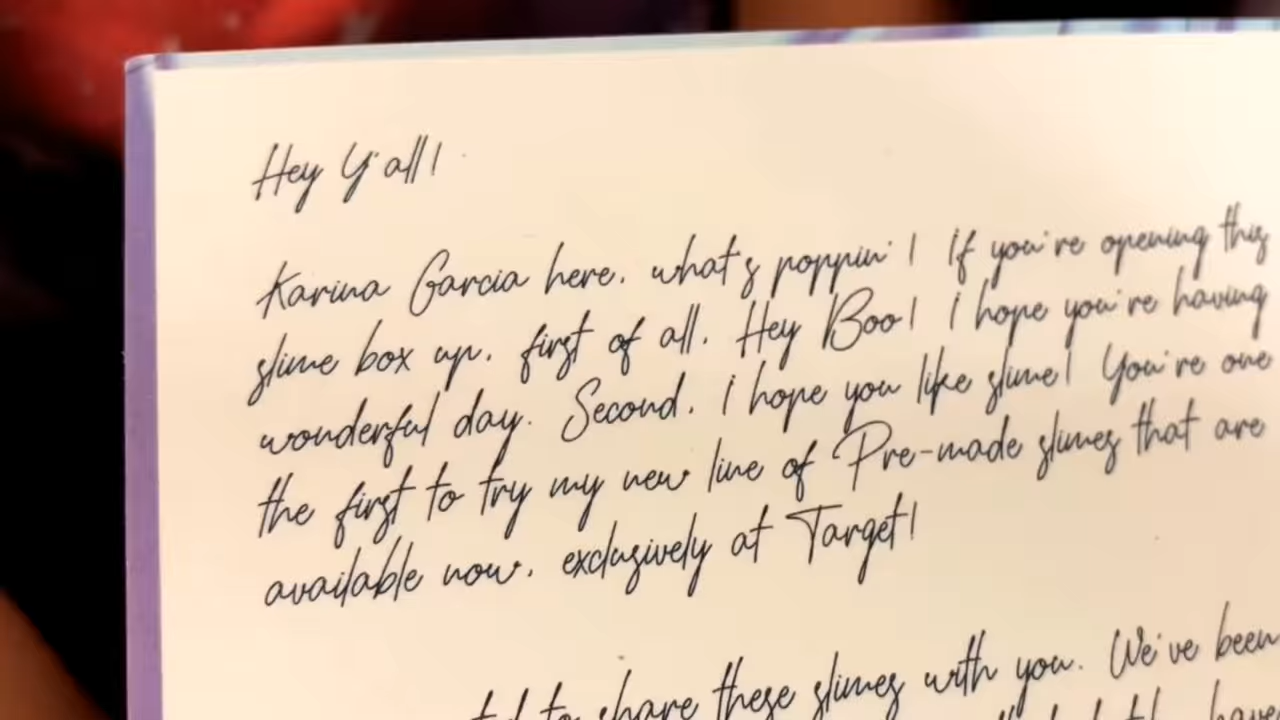 Hey Y'all!
Karina Garcia here, what's poppin'! If you're opening this
slime box up, first of all, Hey Boo! I hope you're having
wonderful day. Second, I hope you like slime! You're one
the first to try my new line of Pre-made slimes that are
available now, exclusively at Target!
to share these slimes with you. We've been
have